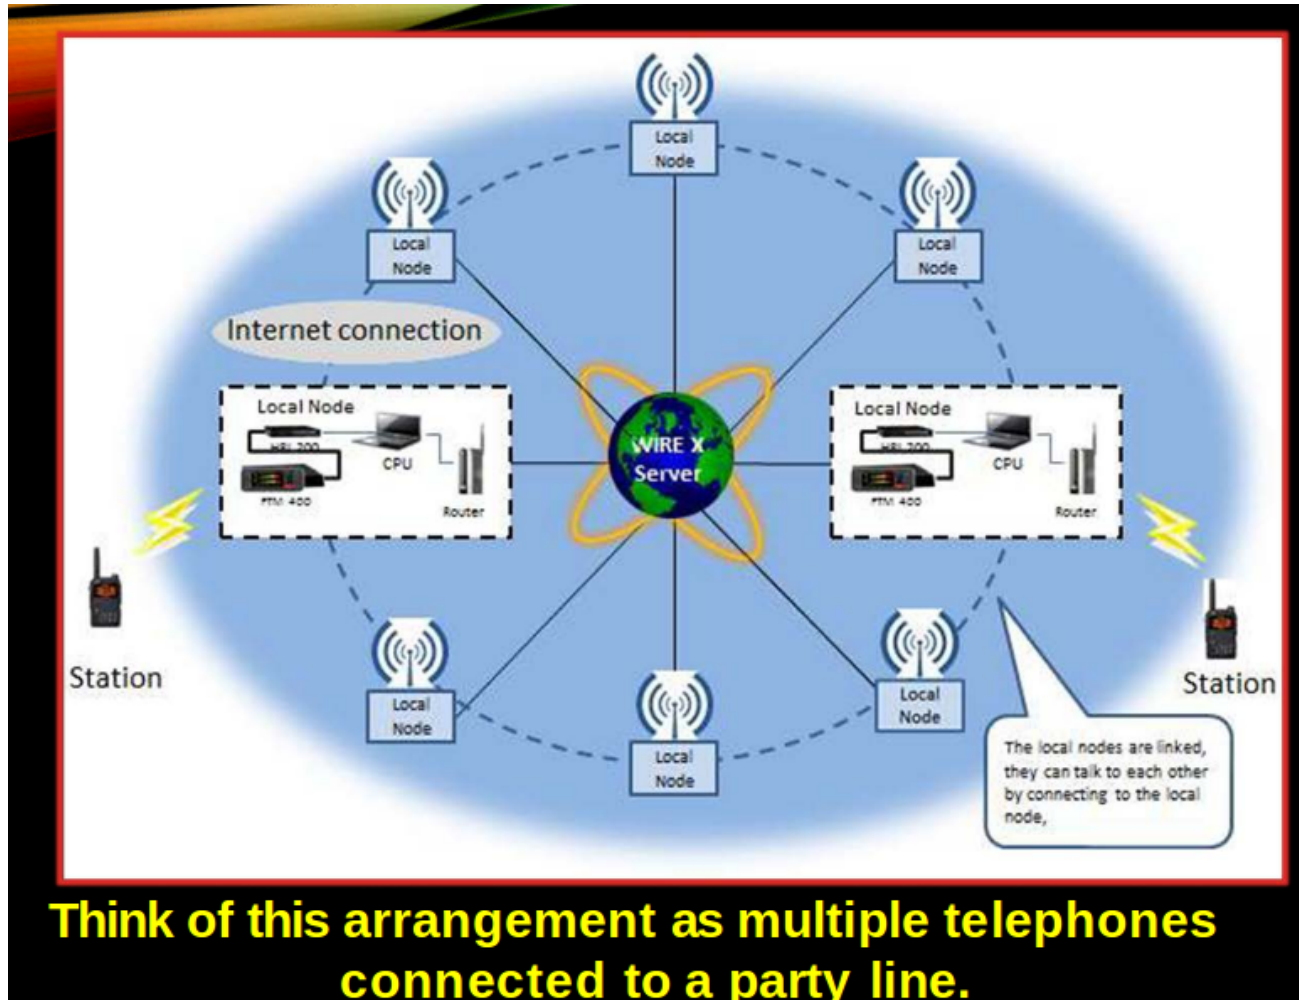 Local
Node
Local
Node
Local
Node
Internet connection
Local Node
CPU
Router
WIRE X
Server
Local Node
CPU
Router
Station
Station
Local
Node
Local
Node
Local
Node
The local nodes are linked,
they can talk to each other
by connecting to the local
node,
Think of this arrangement as multiple telephones
connected to a party line.